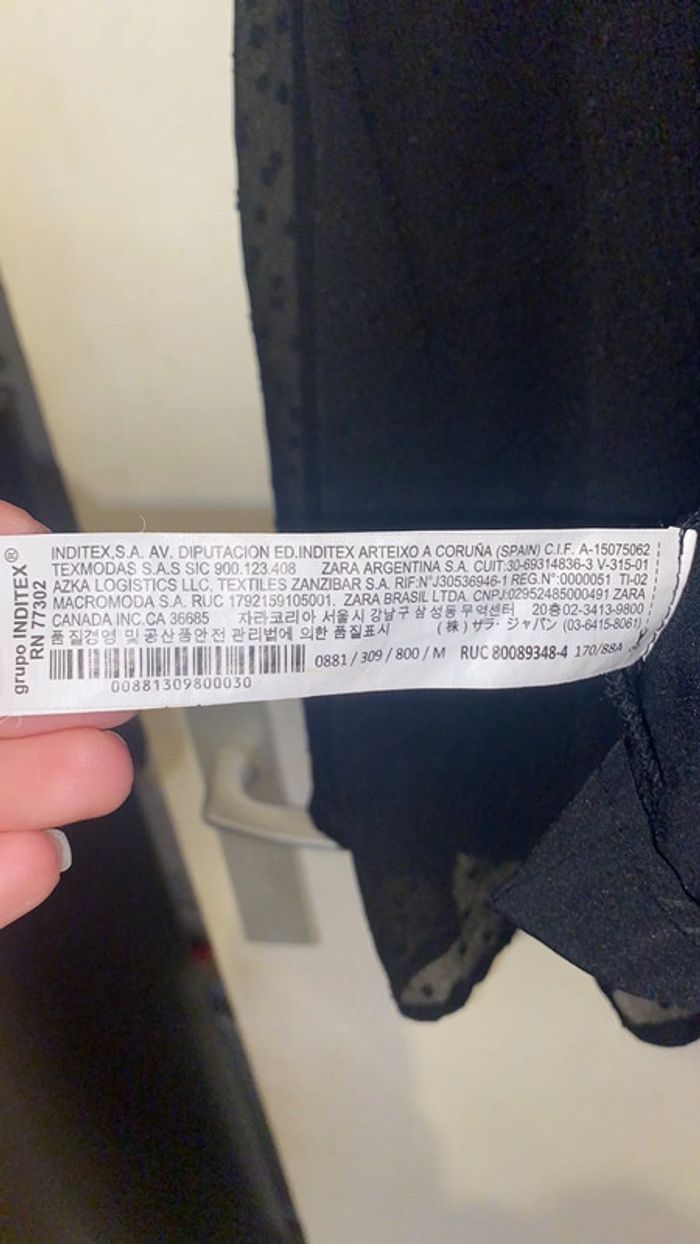 grupo INDITEX®
RN 77302
INDITEX,S.A. AV. DIPUTACION ED.INDITEX ARTEIXO A CORUÑA (SPAIN) C.I.F. A-15075062
TEXMODAS S.A.S SIC 900.123.408 ZARA ARGENTINA S.A. CUIT:30-69314836-3 V-315-01
AZKA LOGISTICS LLC, TEXTILES ZANZIBAR S.A. RIF:N°J30536946-1 REG.N°:0000051 TI-02
MACROMODA S.A. RUC 1792159105001. ZARA BRASIL LTDA. CNPJ:02952485000491 ZARA
CANADA INC.CA 36685 자라코리아 서울시 강남구 삼성동 무역센터 20층 02-3413-9800
품질경영 및 공산품안전 관리법에 의한 품질표시 (株) ザラ・ジャパン (03-6415-8061)
0881 / 309 / 800 / M RUC 80089348-4 170/88A
00881309800030